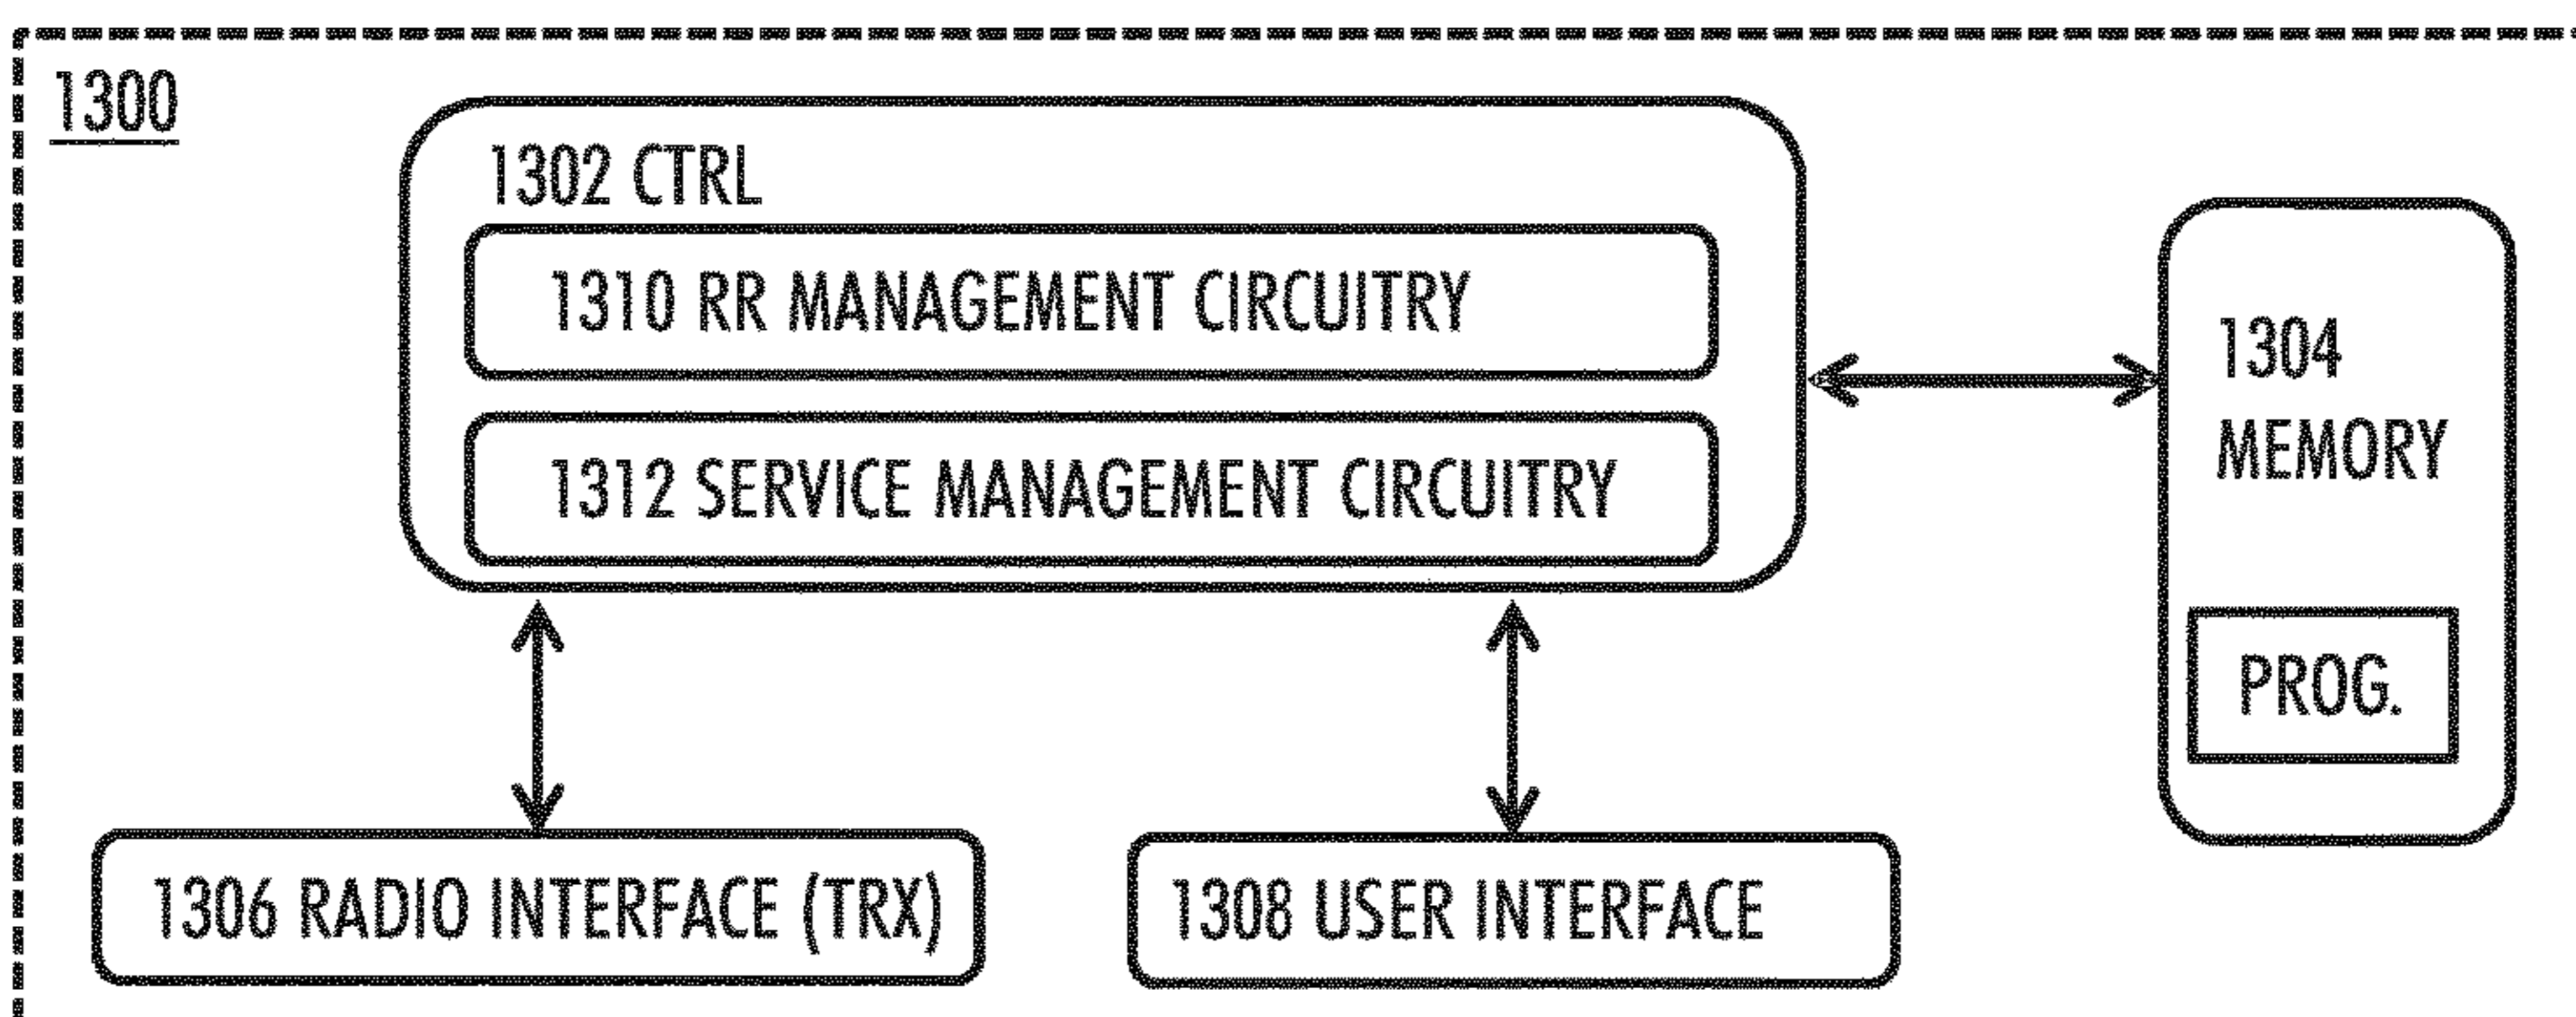 1300
1302 CTRL
1310 RR MANAGEMENT CIRCUITRY
1312 SERVICE MANAGEMENT CIRCUITRY
1304
MEMORY
PROG.
1306 RADIO INTERFACE (TRX)
1308 USER INTERFACE